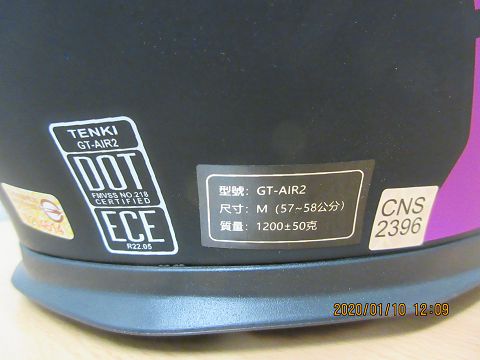 TENKI
GT-AIR2
DOT
FMVSS NO.218
CERTIFIED
ECE
R22.05
型號: GT-AIR2
尺寸: M (57~58公分)
質量: 1200±50克
CNS
2396
2020/01/10 12:09